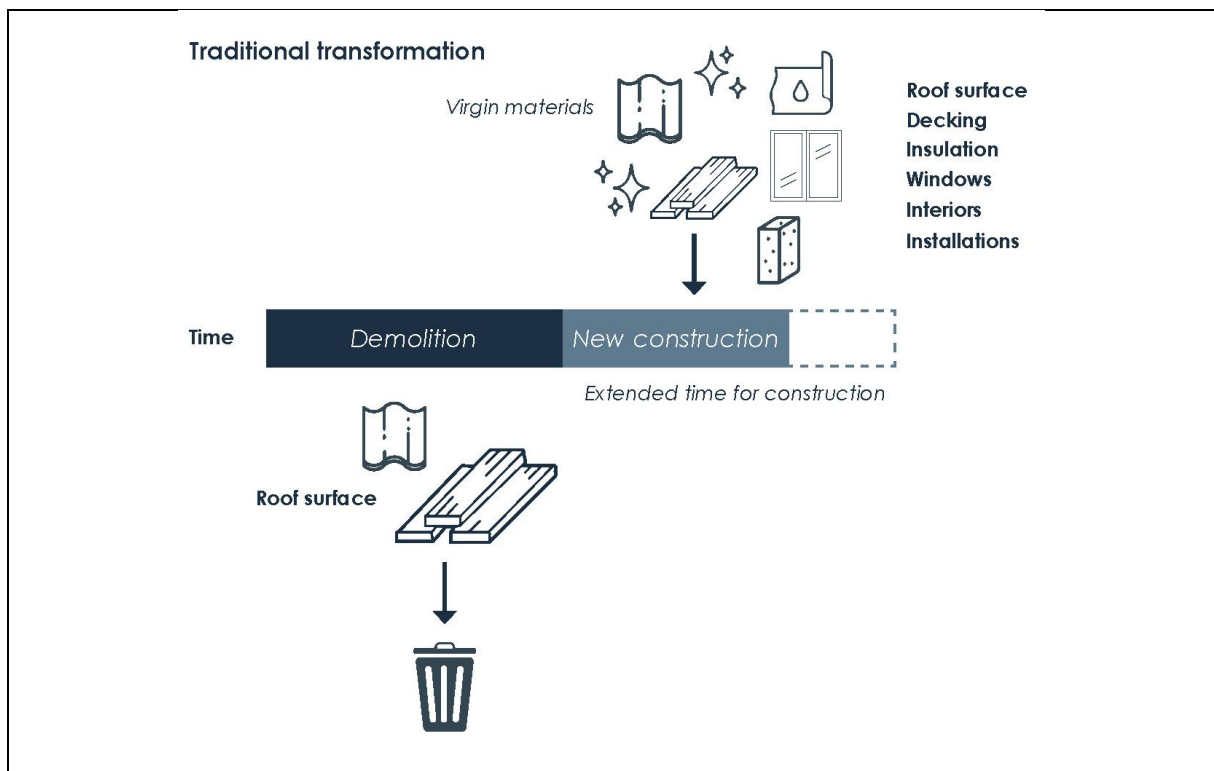 Traditional transformation
Virgin materials
Roof surface
Decking
Insulation
Windows
Interiors
Installations
Time
Demolition
New construction
Extended time for construction
Roof surface